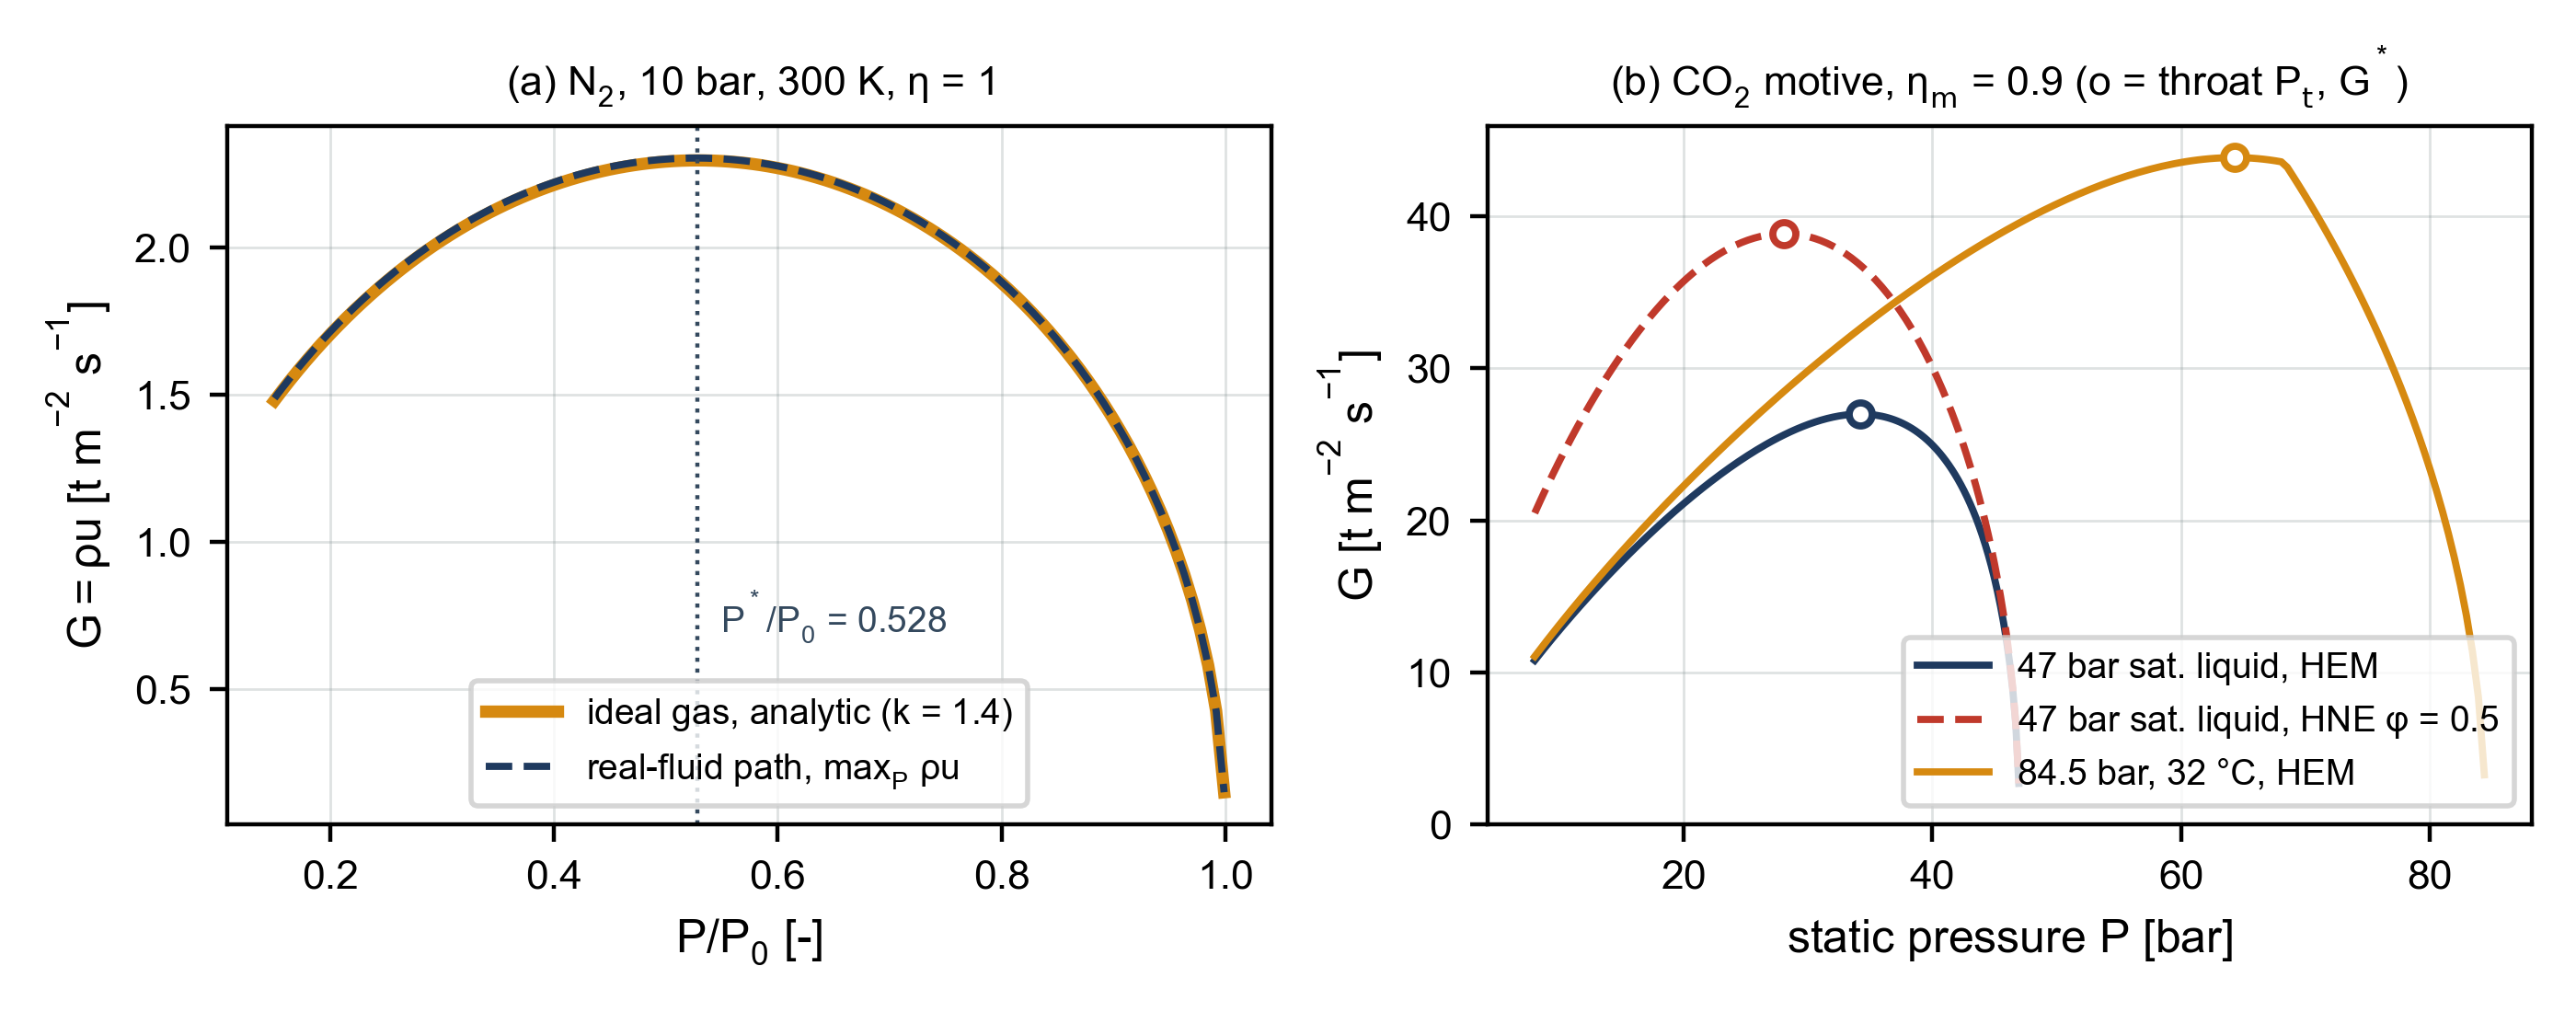 (a) N₂, 10 bar, 300 K, η = 1
G = ρu [t m⁻² s⁻¹]
2.0
1.5
1.0
0.5
P*/P₀ = 0.528
ideal gas, analytic (k = 1.4)
real-fluid path, maxₚ ρu
0.2 0.4 0.6 0.8 1.0
P/P₀ [-]
(b) CO₂ motive, ηₘ = 0.9 (o = throat Pₜ, G*)
G [t m⁻² s⁻¹]
40
30
20
10
0
47 bar sat. liquid, HEM
47 bar sat. liquid, HNE φ = 0.5
84.5 bar, 32 °C, HEM
20 40 60 80
static pressure P [bar]